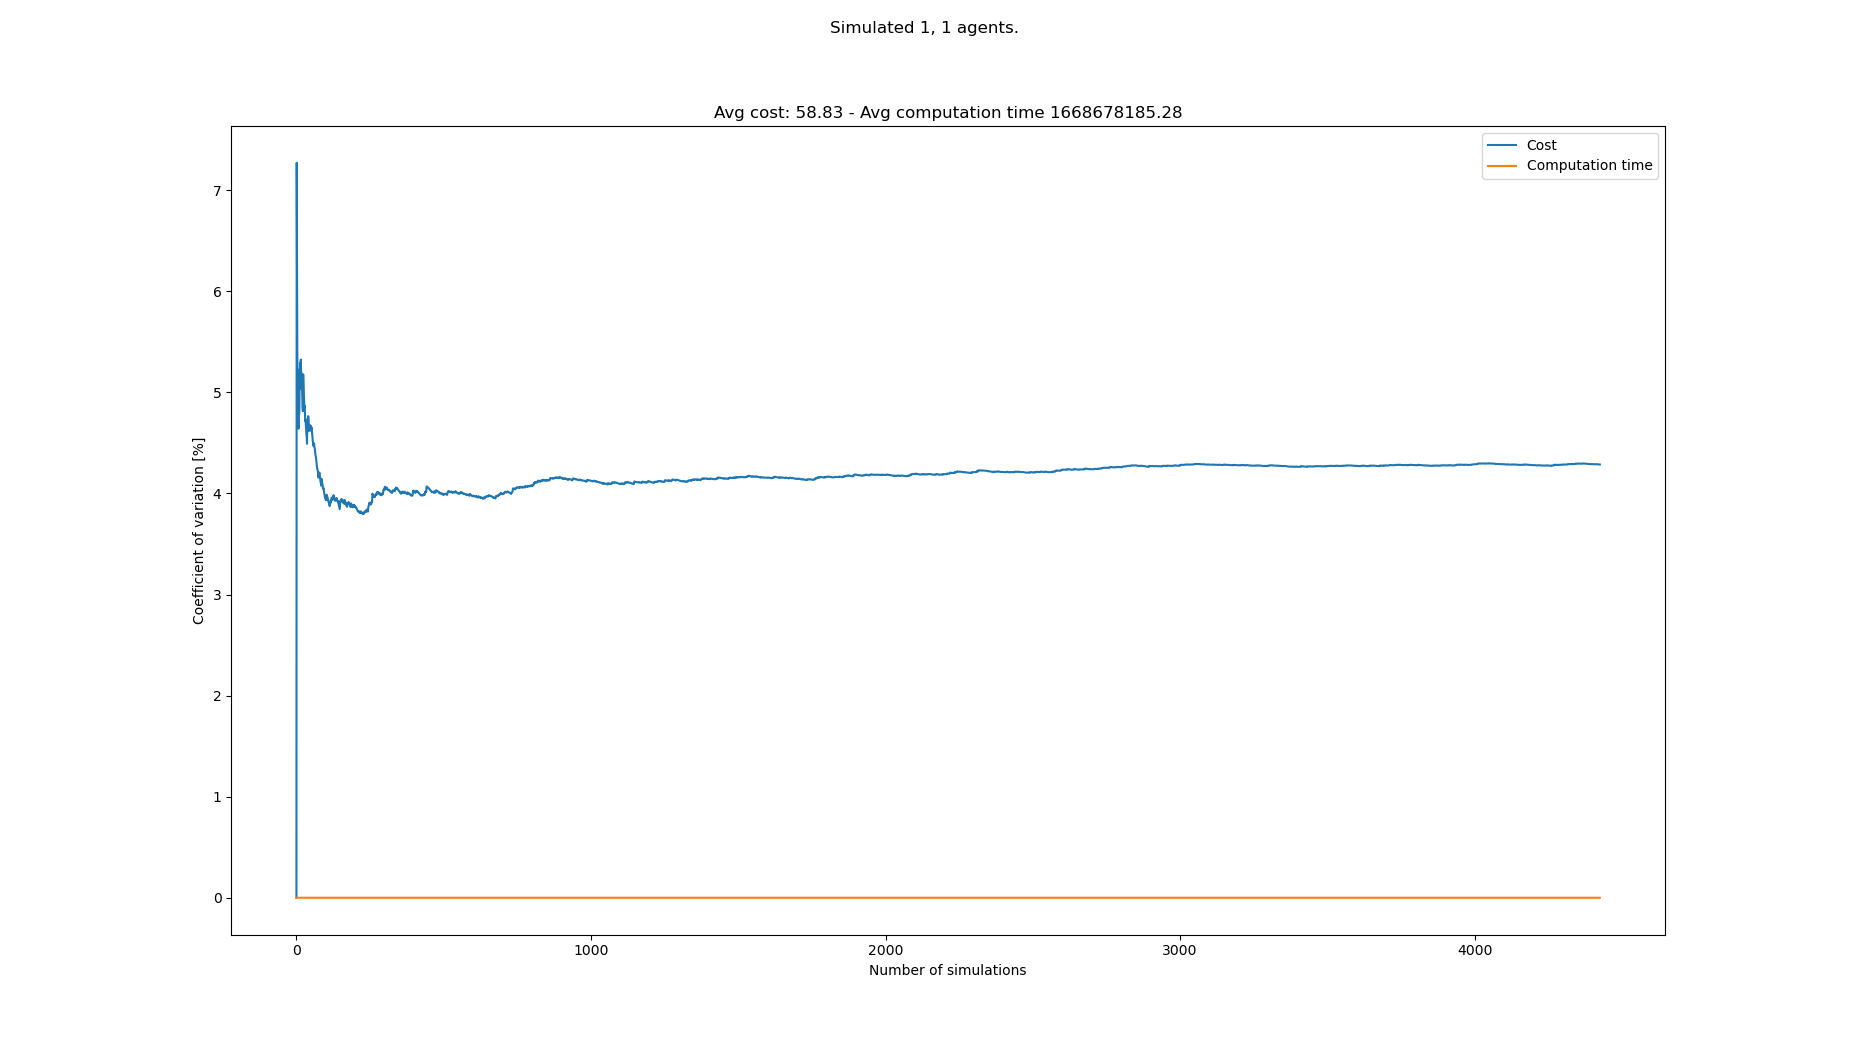 Simulated 1, 1 agents.
Avg cost: 58.83 - Avg computation time 1668678185.28
Cost
Computation time
7
6
5
4
3
2
1
0
Coefficient of variation [%]
0 1000 2000 3000 4000
Number of simulations